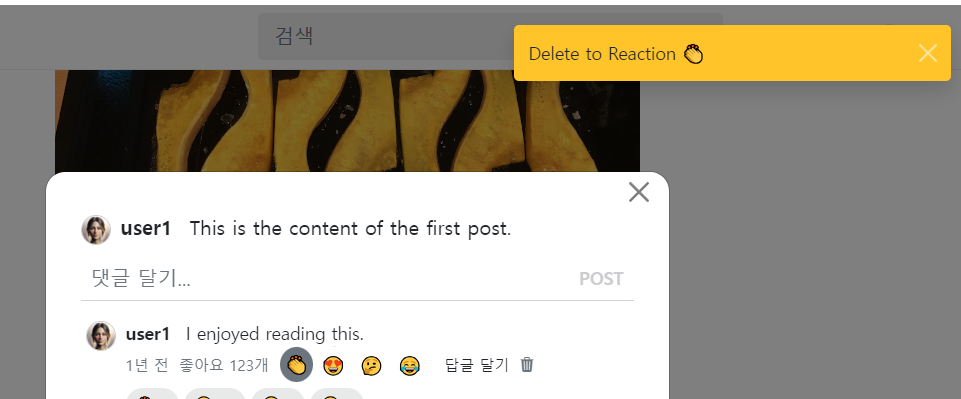 검색
Delete to Reaction 👏
user1 This is the content of the first post.
댓글 달기...
POST
user1 I enjoyed reading this.
1년 전 좋아요 123개 👏 😍 🤔 😂 답글 달기